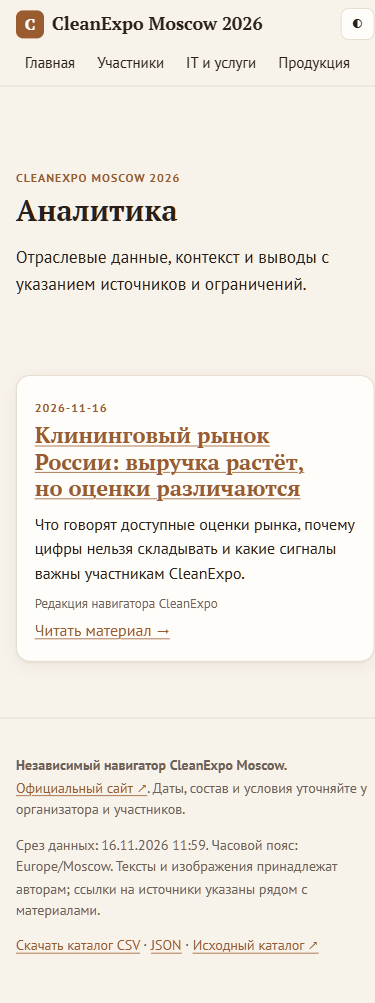 C CleanExpo Moscow 2026
Главная Участники IT и услуги Продукция
CLEANEXPO MOSCOW 2026
Аналитика
Отраслевые данные, контекст и выводы с
указанием источников и ограничений.
2026-11-16
Клининговый рынок
России: выручка растёт,
но оценки различаются
Что говорят доступные оценки рынка, почему
цифры нельзя складывать и какие сигналы
важны участникам CleanExpo.
Редакция навигатора CleanExpo
Читать материал →
Независимый навигатор CleanExpo Moscow.
Официальный сайт ↗. Даты, состав и условия уточняйте у
организатора и участников.
Срез данных: 16.11.2026 11:59. Часовой пояс:
Europe/Moscow. Тексты и изображения принадлежат
авторам; ссылки на источники указаны рядом с
материалами.
Скачать каталог CSV · JSON · Исходный каталог ↗